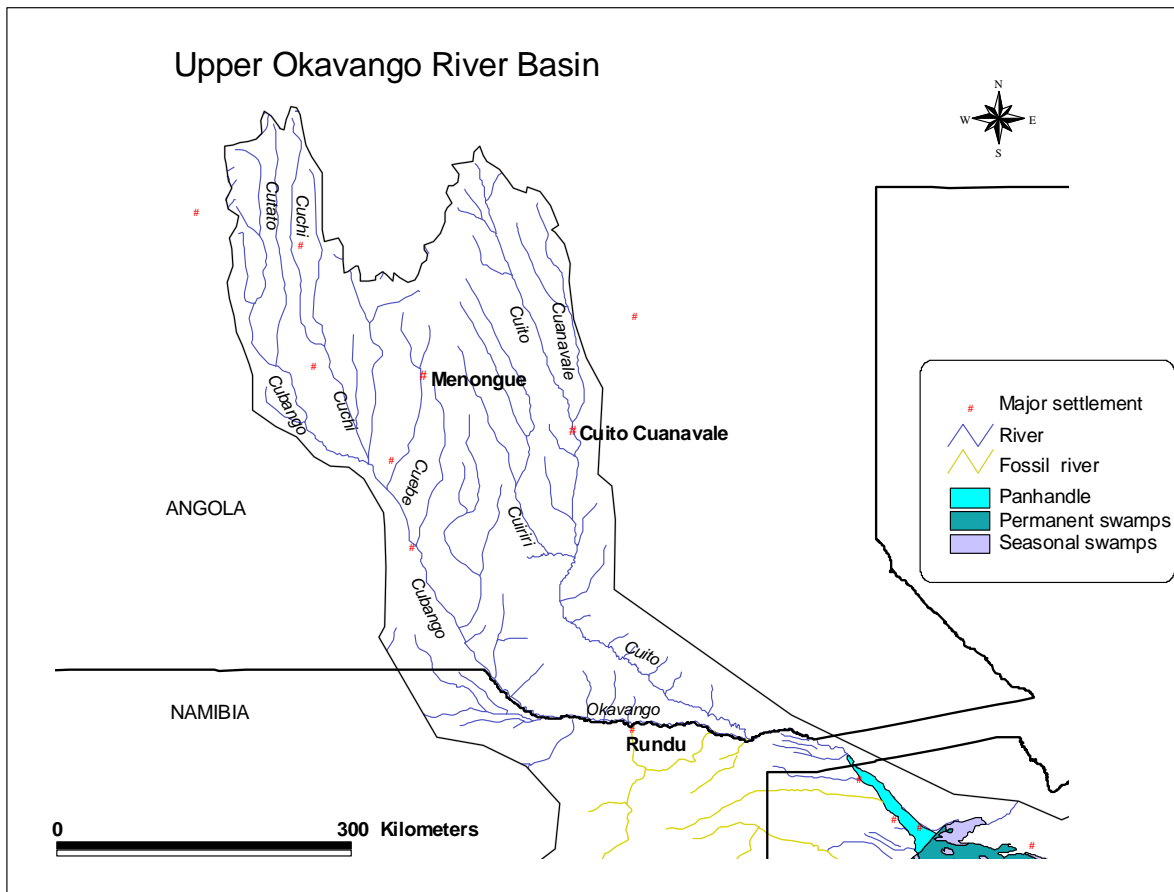 Upper Okavango River Basin
N
W E
S
Cutato
Cuchi
Cuito
Cuanavale
Menongue
Cubango
Cuchi
Cuito Cuanavale
Cuebe
ANGOLA
Cuiriri
Cubango
Cuito
NAMIBIA
Okavango
Rundu
# Major settlement
River
Fossil river
Panhandle
Permanent swamps
Seasonal swamps
0 300 Kilometers